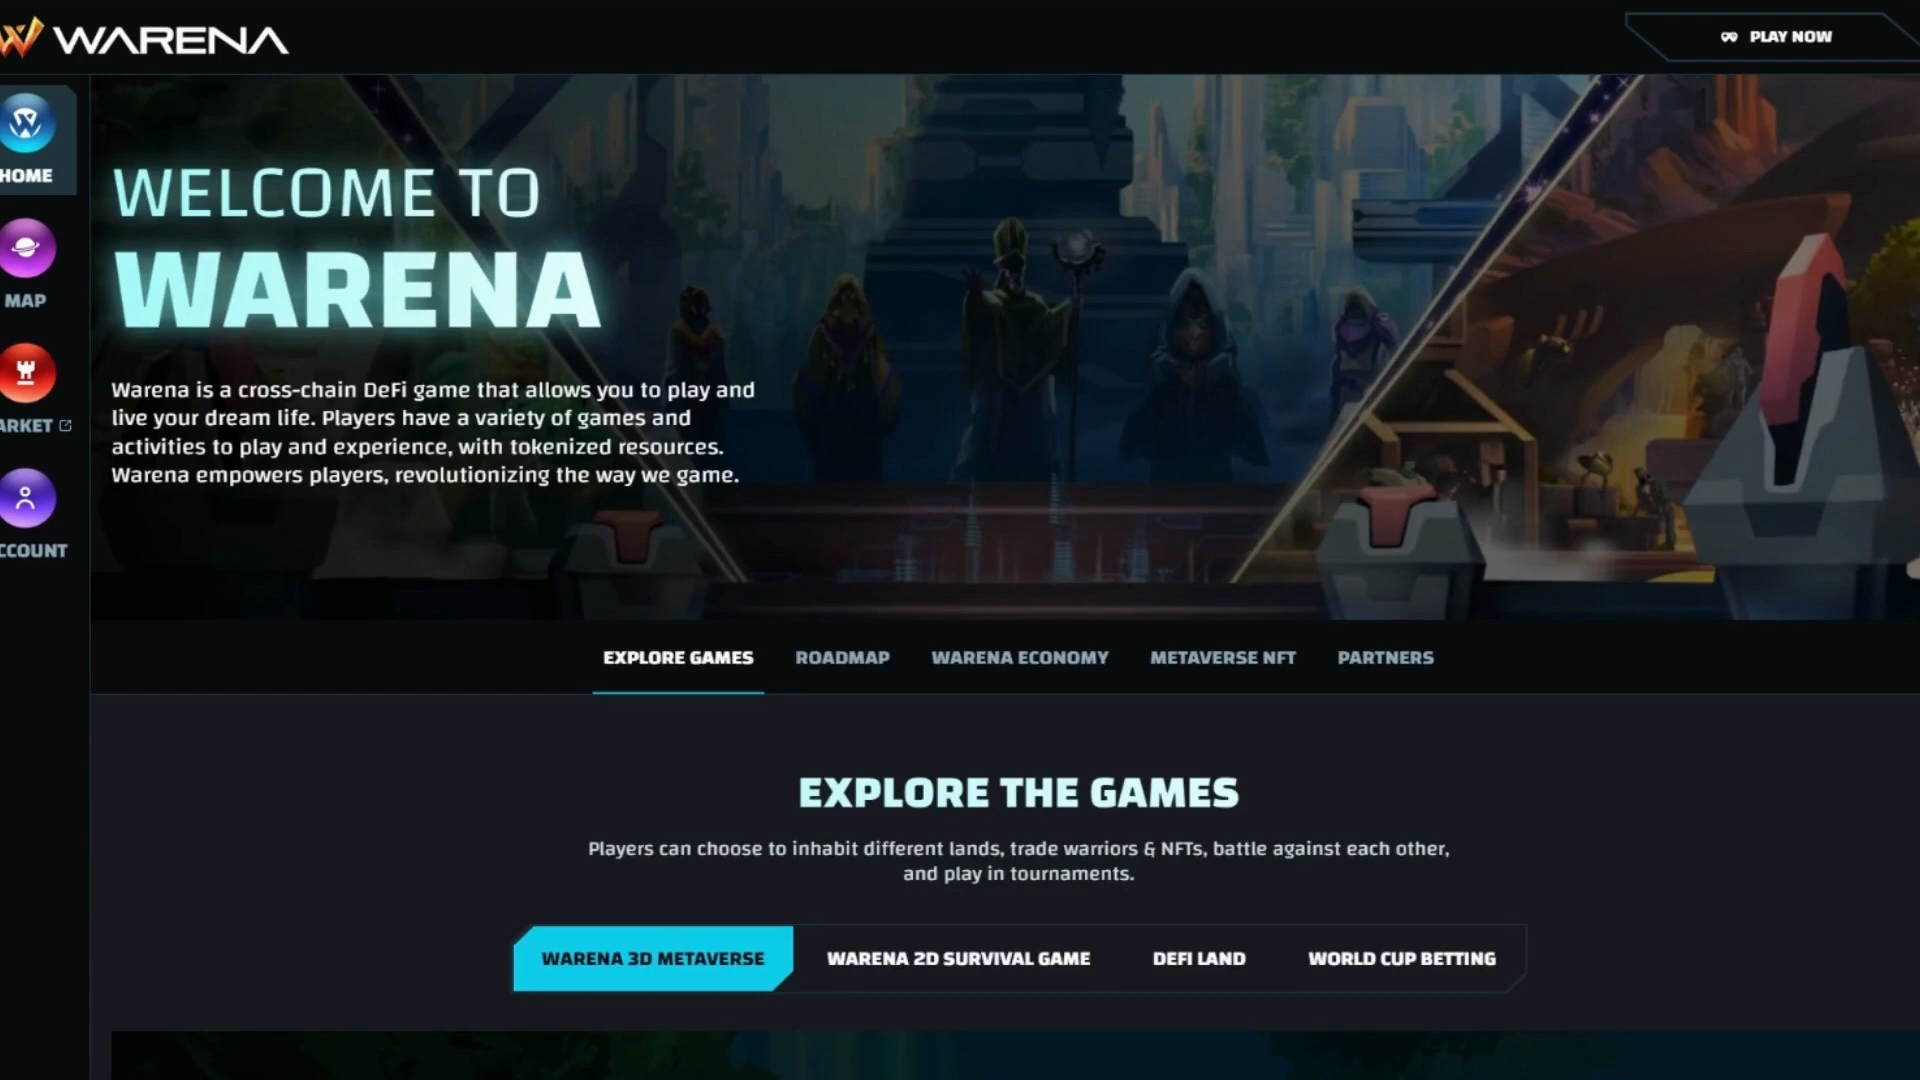 WARENA
PLAY NOW
HOME
MAP
ARKET
CCOUNT
WELCOME TO
WARENA
Warena is a cross-chain DeFi game that allows you to play and
live your dream life. Players have a variety of games and
activities to play and experience, with tokenized resources.
Warena empowers players, revolutionizing the way we game.
EXPLORE GAMES
ROADMAP
WARENA ECONOMY
METAVERSE NFT
PARTNERS
EXPLORE THE GAMES
Players can choose to inhabit different lands, trade warriors & NFTs, battle against each other,
and play in tournaments.
WARENA 3D METAVERSE
WARENA 2D SURVIVAL GAME
DEFI LAND
WORLD CUP BETTING